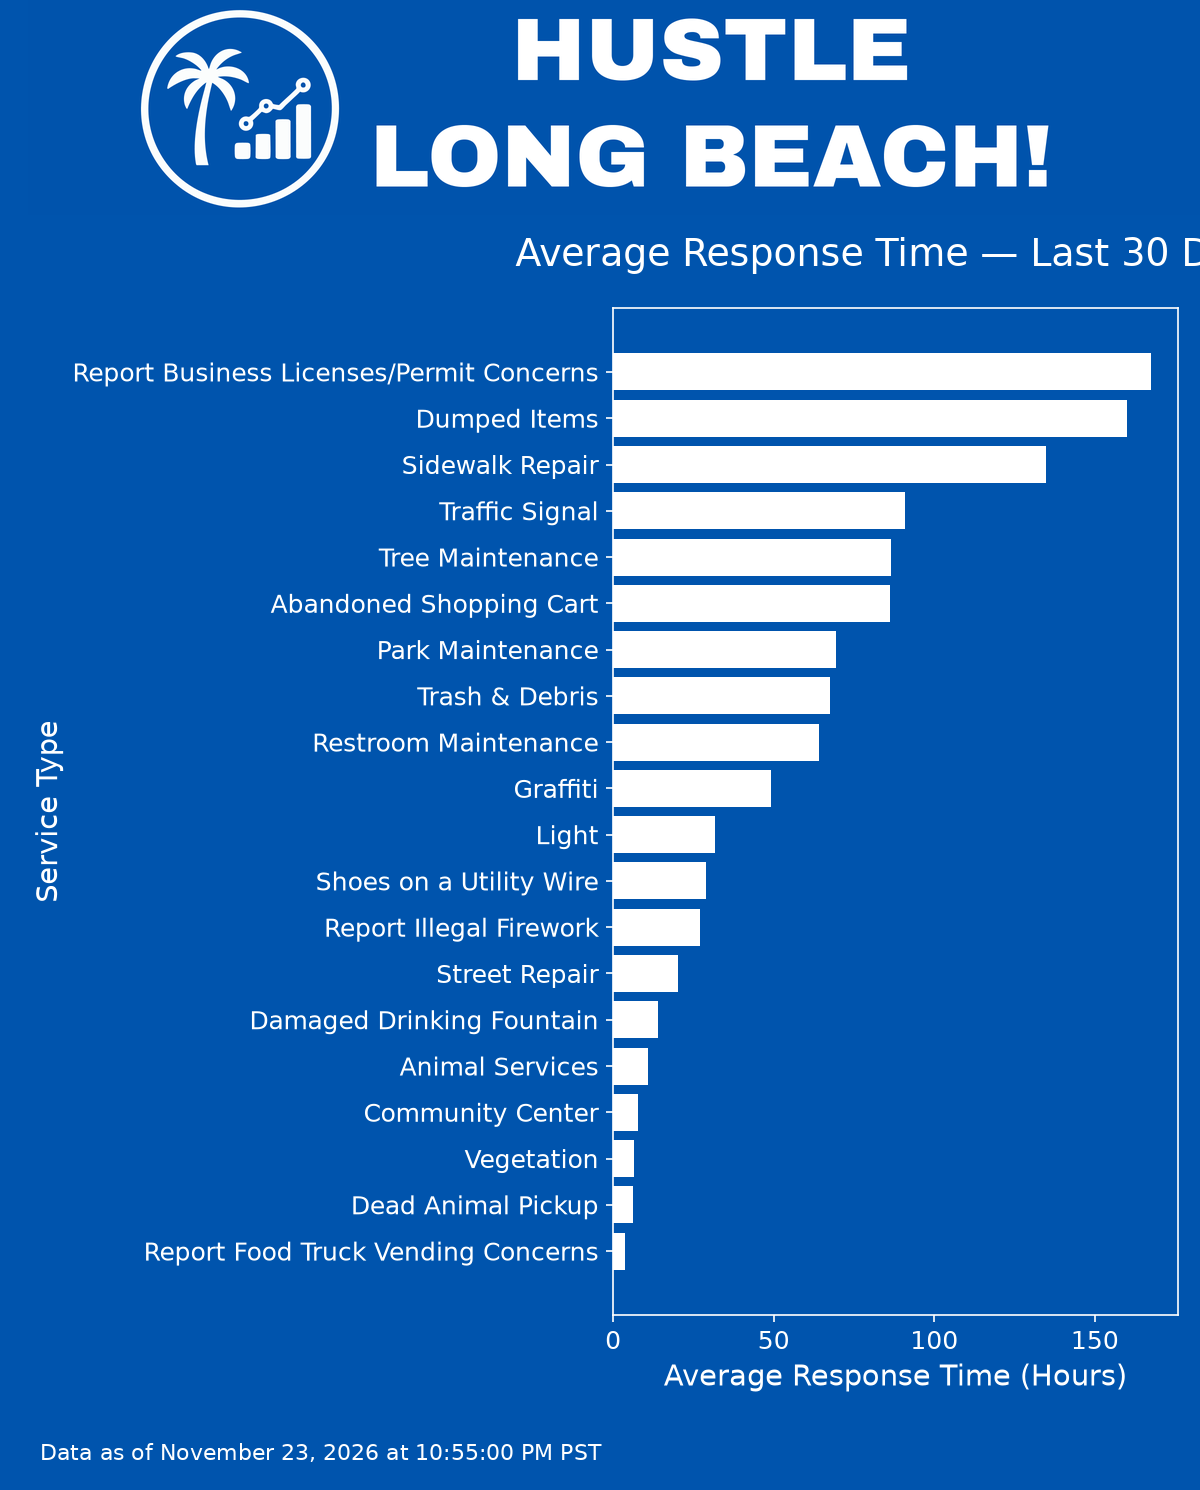 HUSTLE
LONG BEACH!
Average Response Time — Last 30 D
Report Business Licenses/Permit Concerns
Dumped Items
Sidewalk Repair
Traffic Signal
Tree Maintenance
Abandoned Shopping Cart
Park Maintenance
Trash & Debris
Restroom Maintenance
Graffiti
Light
Shoes on a Utility Wire
Report Illegal Firework
Street Repair
Damaged Drinking Fountain
Animal Services
Community Center
Vegetation
Dead Animal Pickup
Report Food Truck Vending Concerns
Service Type
0 50 100 150
Average Response Time (Hours)
Data as of November 23, 2026 at 10:55:00 PM PST